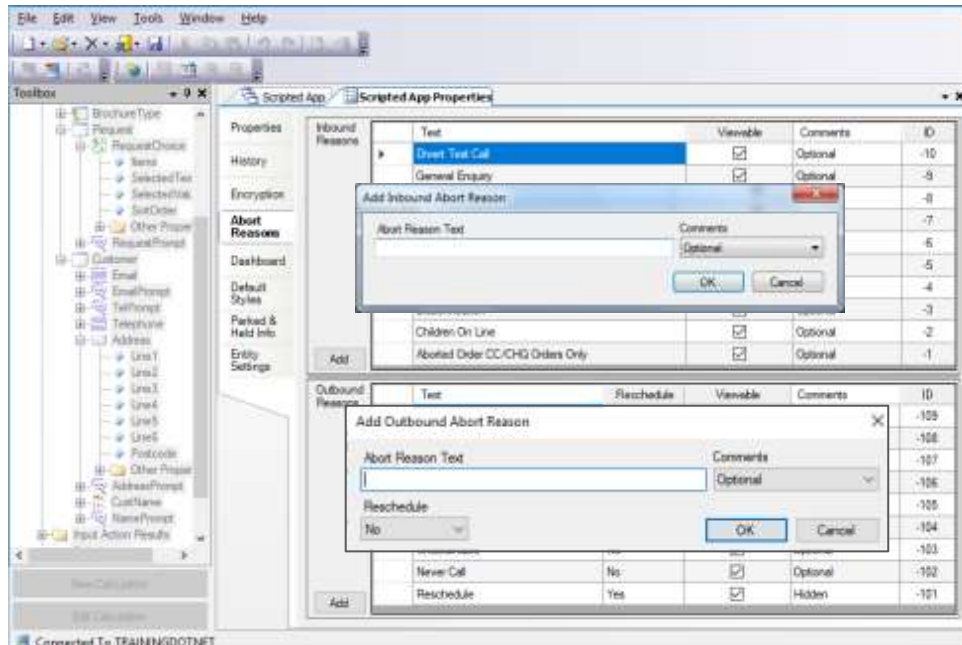 File Edit View Tools Window Help
Toolbox
Scripted App
Scripted App Properties
BrochureType
Request
RequestChoice
Items
SelectedTex
SelectedVal
SortOrder
Other Proper
RequestPrompt
Customer
Email
EmailPrompt
TelPrompt
Telephone
Address
Line1
Line2
Line3
Line4
Line5
Line6
Postcode
Other Proper
AddressPrompt
CustName
NamePrompt
Input Action Results
New Calculation
Edit Calculation
Properties
History
Encryption
Abort Reasons
Dashboard
Default Styles
Parked & Held Info
Entity Settings
Inbound Reasons
Text Viewable Comments ID
Divert Test Call Optional -10
General Enquiry Optional -9
-8
-7
-6
-5
-4
-3
Children On Line Optional -2
Aborted Order CC/CHQ Orders Only Optional -1
Add
Add Inbound Abort Reason
Abort Reason Text Comments
Optional
OK Cancel
Outbound Reasons
Text Reschedule Viewable Comments ID
-109
-108
-107
-106
-105
-104
-103
Never Call No Optional -102
Reschedule Yes Hidden -101
Add
Add Outbound Abort Reason
Abort Reason Text Comments
Optional
Reschedule
No
OK Cancel
Connected To TRAININGDOTNET